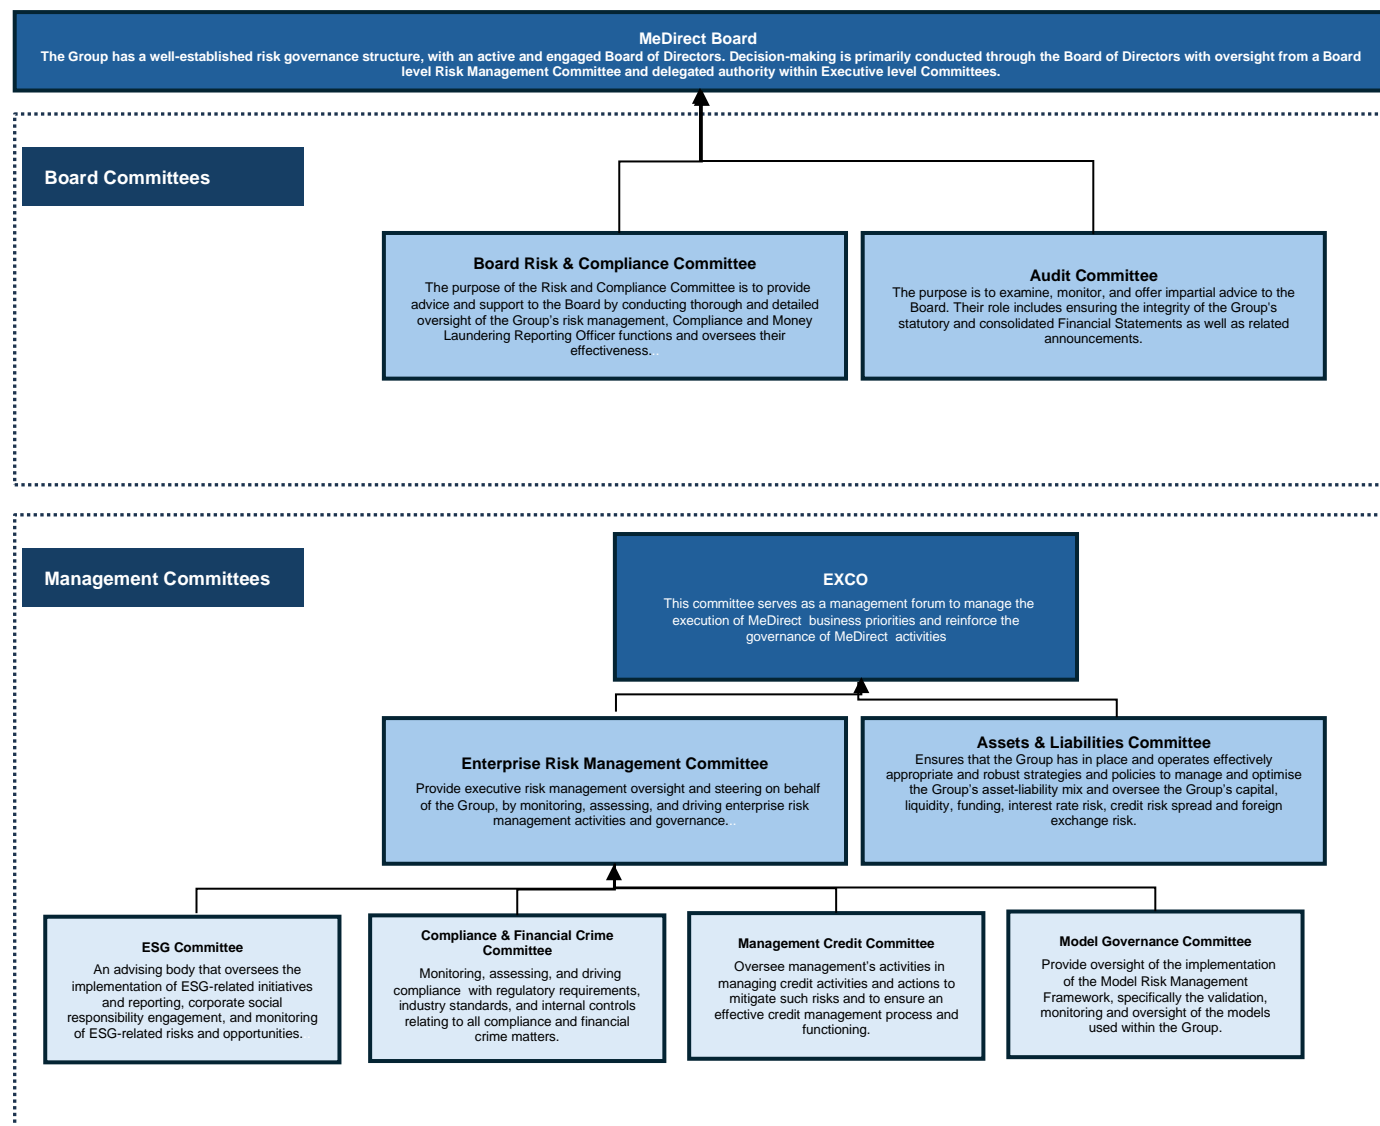 MeDirect Board
The Group has a well-established risk governance structure, with an active and engaged Board of Directors. Decision-making is primarily conducted through the Board of Directors with oversight from a Board
level Risk Management Committee and delegated authority within Executive level Committees.
Board Committees
Board Risk & Compliance Committee
The purpose of the Risk and Compliance Committee is to provide
advice and support to the Board by conducting thorough and detailed
oversight of the Group's risk management, Compliance and Money
Laundering Reporting Officer functions and oversees their
effectiveness..
Audit Committee
The purpose is to examine, monitor, and offer impartial advice to the
Board. Their role includes ensuring the integrity of the Group's
statutory and consolidated Financial Statements as well as related
announcements.
Management Committees
EXCO
This committee serves as a management forum to manage the
execution of MeDirect business priorities and reinforce the
governance of MeDirect activities
Enterprise Risk Management Committee
Provide executive risk management oversight and steering on behalf
of the Group, by monitoring, assessing, and driving enterprise risk
management activities and governance...
Assets & Liabilities Committee
Ensures that the Group has in place and operates effectively
appropriate and robust strategies and policies to manage and optimise
the Group's asset-liability mix and oversee the Group's capital,
liquidity, funding, interest rate risk, credit risk spread and foreign
exchange risk.
ESG Committee
An advising body that oversees the
implementation of ESG-related initiatives
and reporting, corporate social
responsibility engagement, and monitoring
of ESG-related risks and opportunities.
Compliance & Financial Crime
Committee
Monitoring, assessing, and driving
compliance with regulatory requirements,
industry standards, and internal controls
relating to all compliance and financial
crime matters.
Management Credit Committee
Oversee management's activities in
managing credit activities and actions to
mitigate such risks and to ensure an
effective credit management process and
functioning.
Model Governance Committee
Provide oversight of the implementation
of the Model Risk Management
Framework, specifically the validation,
monitoring and oversight of the models
used within the Group.